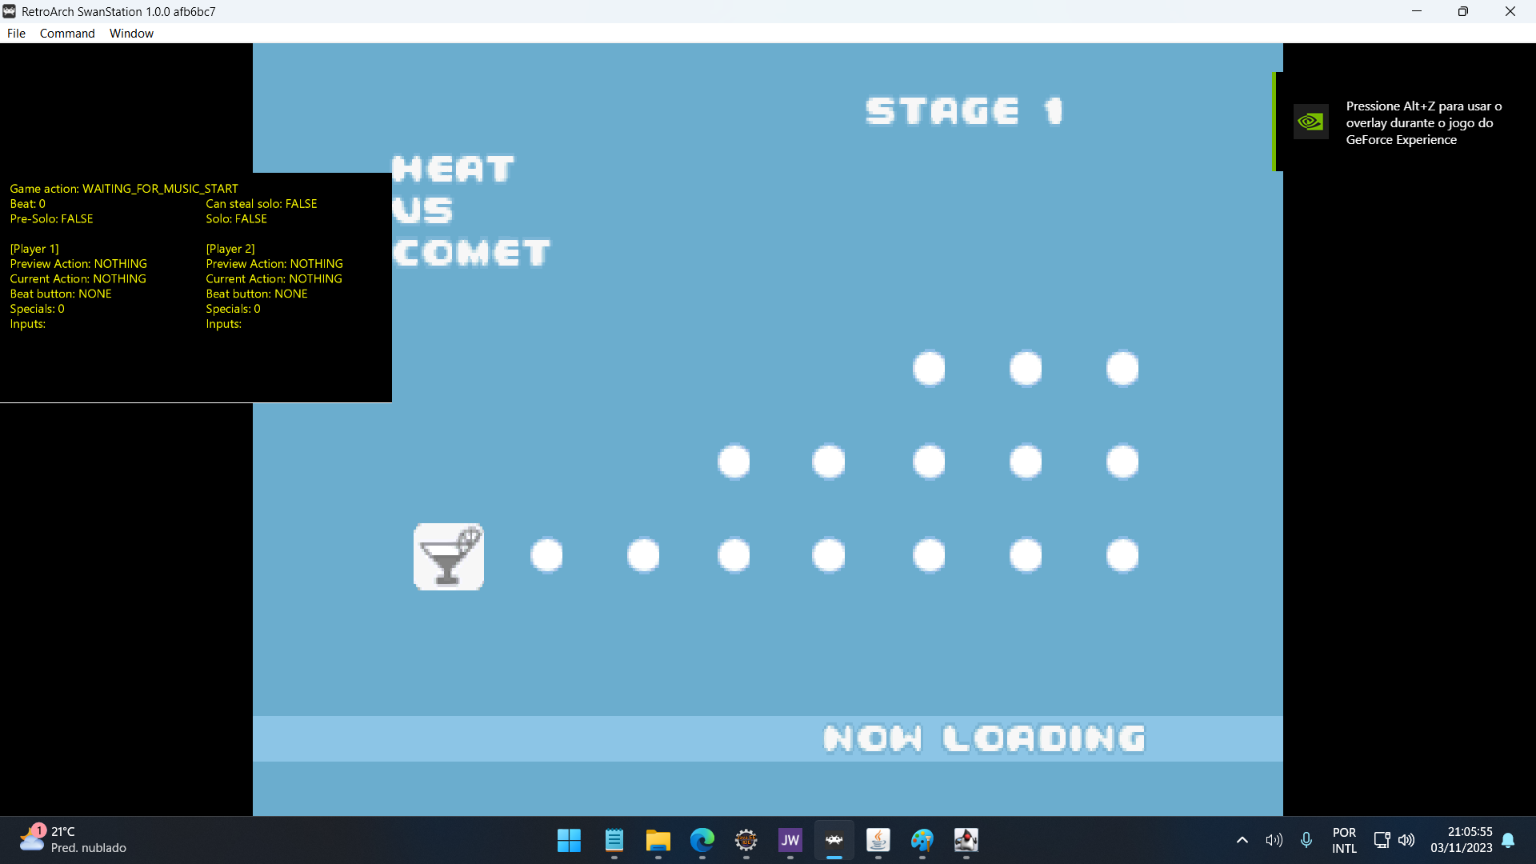 RetroArch SwanStation 1.0.0 afb6bc7
File Command Window
STAGE 1
HEAT
VS
COMET
Pressione Alt+Z para usar o
overlay durante o jogo do
GeForce Experience
Game action: WAITING_FOR_MUSIC_START
Beat: 0 Can steal solo: FALSE
Pre-Solo: FALSE Solo: FALSE
[Player 1] [Player 2]
Preview Action: NOTHING Preview Action: NOTHING
Current Action: NOTHING Current Action: NOTHING
Beat button: NONE Beat button: NONE
Specials: 0 Specials: 0
Inputs: Inputs:
NOW LOADING
1
21°C
Pred. nublado
JW
POR
INTL
21:05:55
03/11/2023